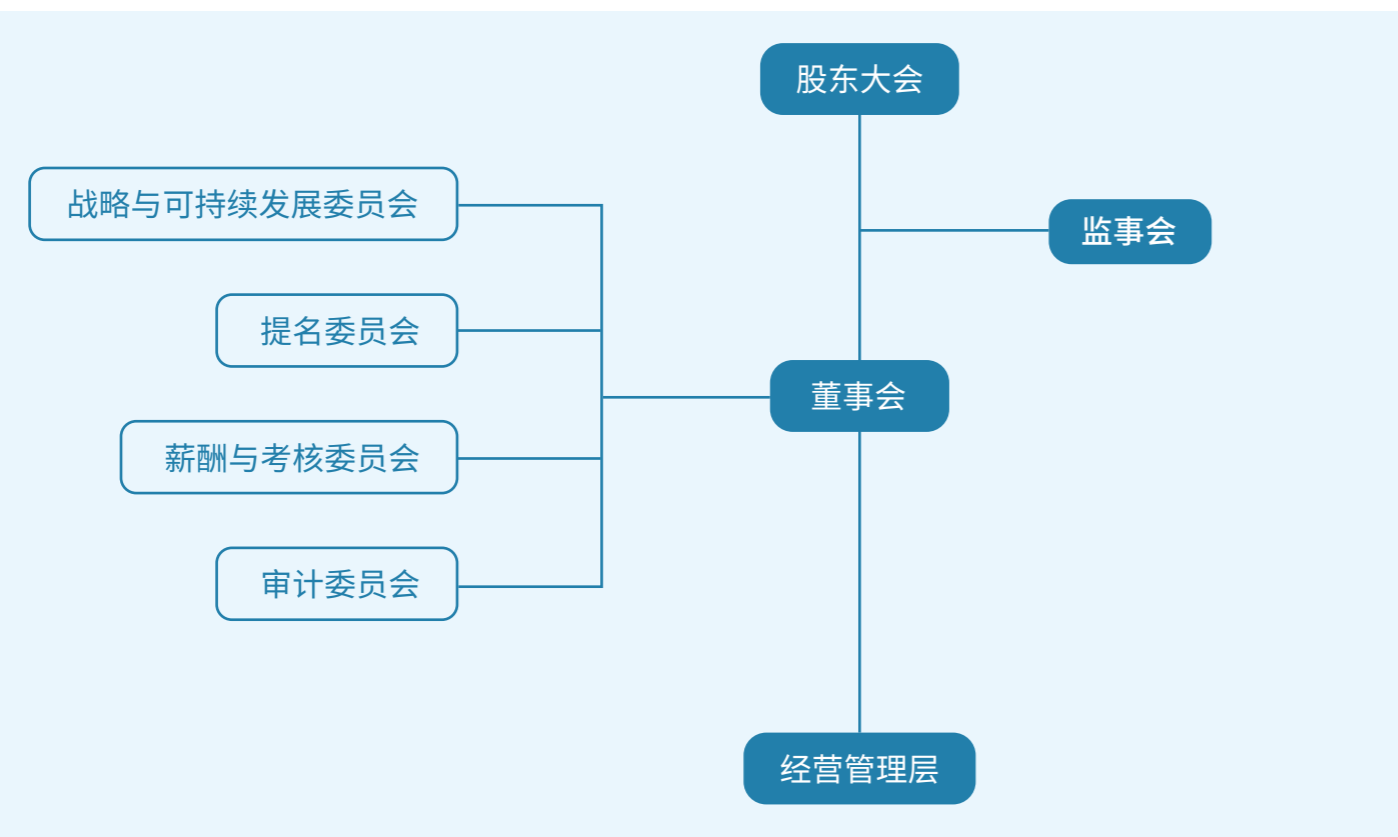 股东大会
战略与可持续发展委员会
监事会
提名委员会
董事会
薪酬与考核委员会
审计委员会
经营管理层